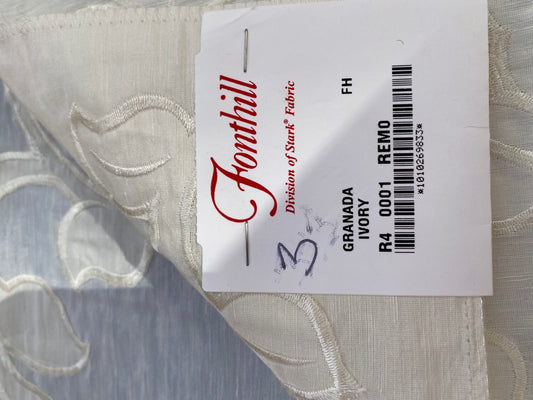 Fonthill
Division of Stark® Fabric
FH
3
GRANADA
IVORY
R4 0001 REMO
*1010269833*